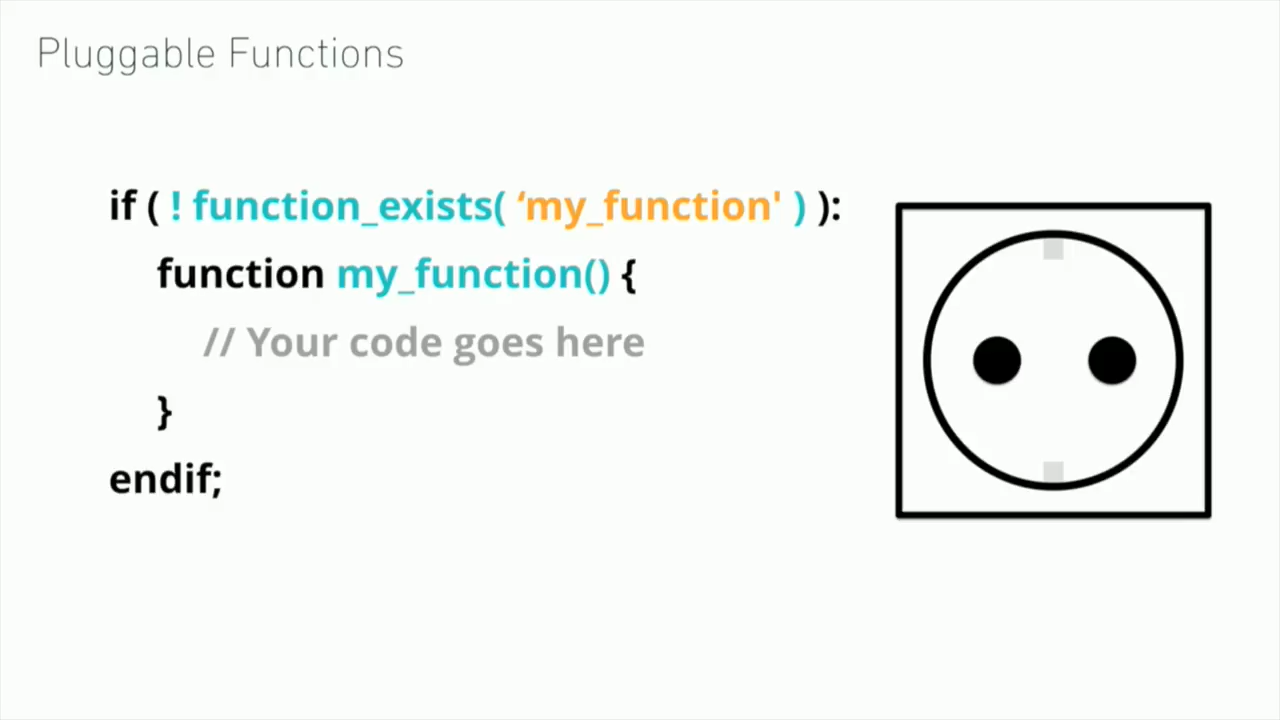 Pluggable Functions
if ( ! function_exists( ‘my_function' ) ):
function my_function() {
// Your code goes here
}
endif;